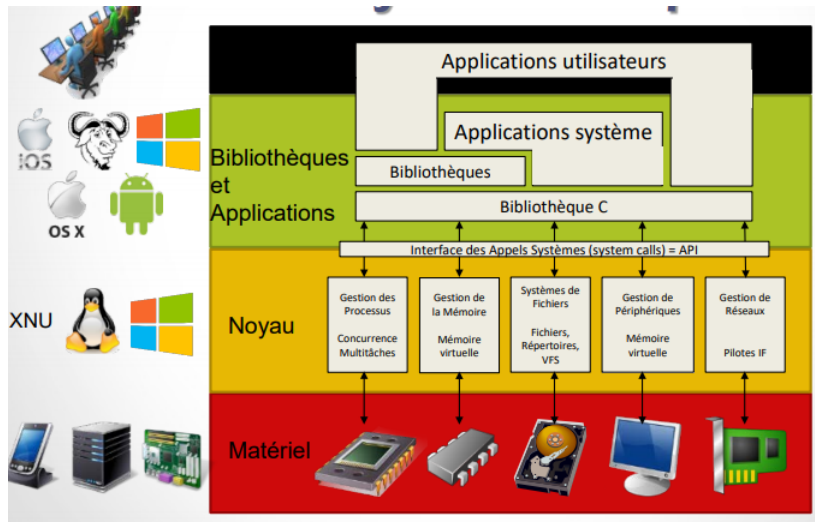 Applications utilisateurs
iOS
Applications système
Bibliothèques
et
Applications
Bibliothèques
Bibliothèque C
OS X
Interface des Appels Systèmes (system calls) = API
XNU
Noyau
Gestion des
Processus
Concurrence
Multitâches
Gestion de
la Mémoire
Mémoire
virtuelle
Systèmes de
Fichiers
Fichiers,
Répertoires,
VFS
Gestion de
Périphériques
Mémoire
virtuelle
Gestion de
Réseaux
Pilotes IF
Matériel